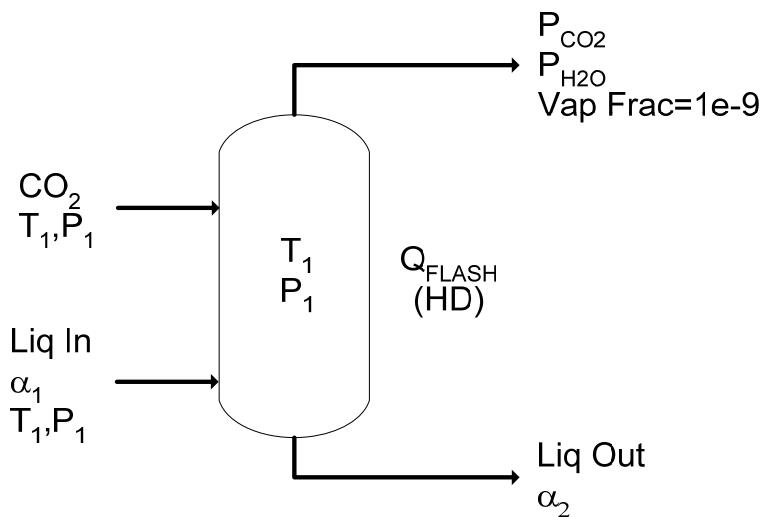 P_CO2
P_H2O
Vap Frac=1e-9
CO₂
T₁,P₁
T₁
P₁
Q_FLASH
(HD)
Liq In
α₁
T₁,P₁
Liq Out
α₂